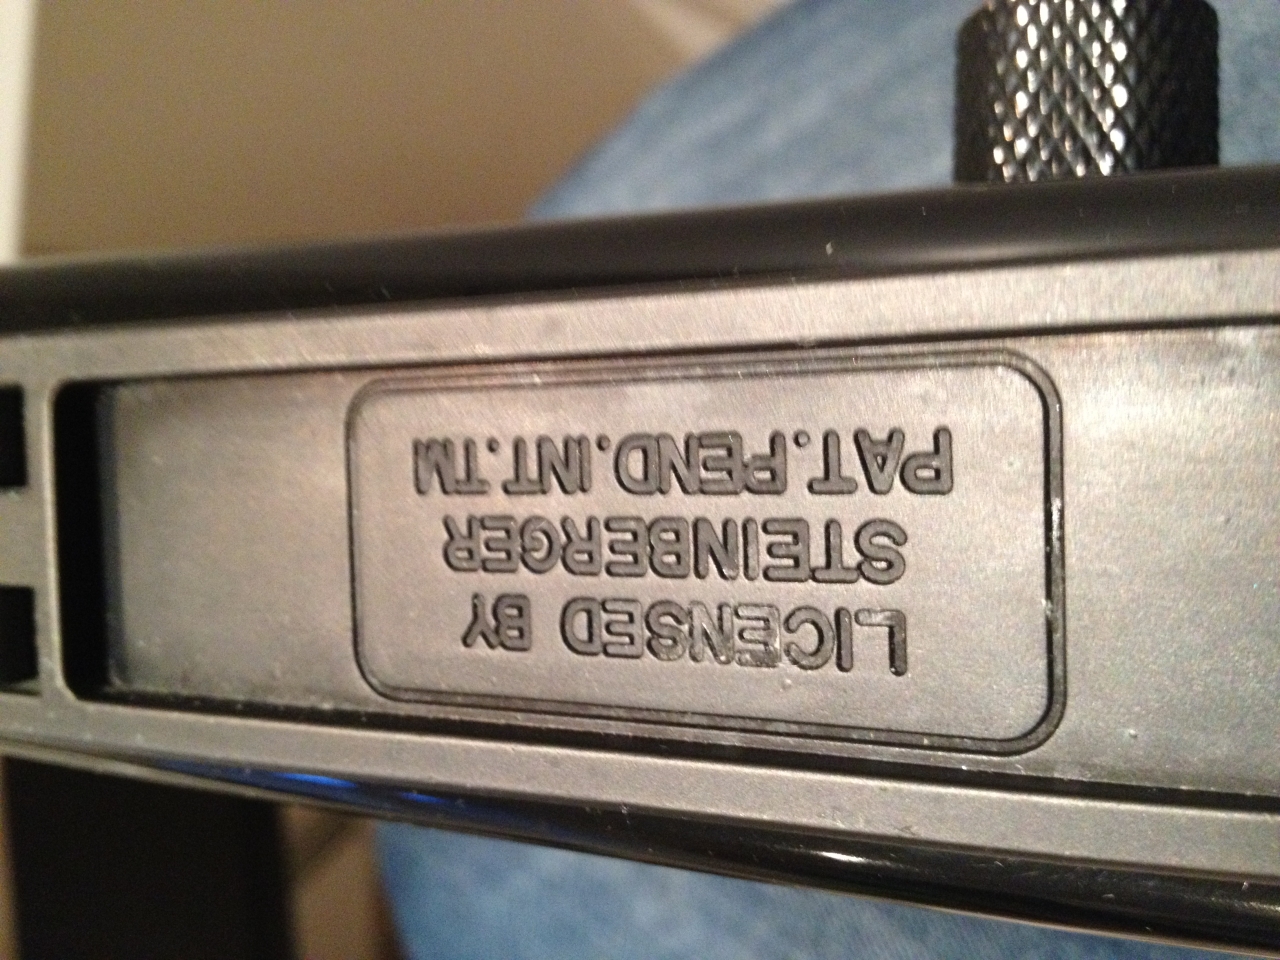 LICENSED BY
STEINBERGER
PAT.PEND.INT.TM